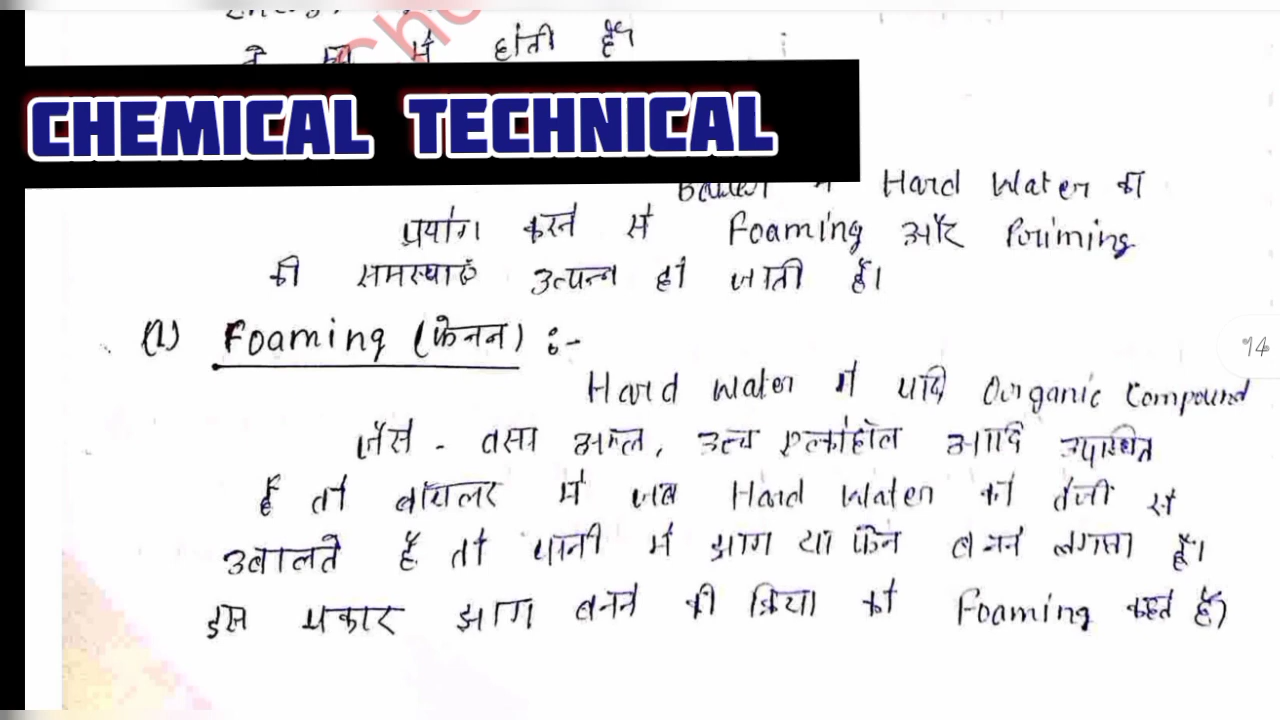 में होती है।
CHEMICAL TECHNICAL
में Hard Water का
प्रयोग करने से Foaming और Poriming
की समस्याएं उत्पन्न हो जाती हैं।
(1) Foaming (फेनन) :-
14
Hard Water में यदि Organic Compound
जैसे - वसा अम्ल, उच्च एल्कोहॉल आदि उपस्थित
हैं तो बॉयलर में जब Hard Water को तेजी से
उबालते हैं तो पानी में झाग या फेन बनने लगता है।
इस प्रकार झाग बनने की क्रिया को Foaming कहते हैं।